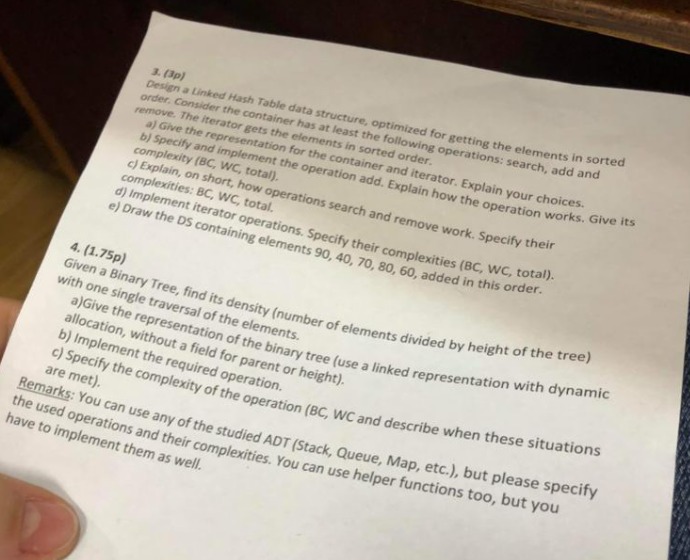 3. (3p)
Design a Linked Hash Table data structure, optimized for getting the elements in sorted
order. Consider the container has at least the following operations: search, add and
remove. The iterator gets the elements in sorted order.
a) Give the representation for the container and iterator. Explain your choices.
b) Specify and implement the operation add. Explain how the operation works. Give its
complexity (BC, WC, total).
c) Explain, on short, how operations search and remove work. Specify their
complexities: BC, WC, total.
d) Implement iterator operations. Specify their complexities (BC, WC, total).
e) Draw the DS containing elements 90, 40, 70, 80, 60, added in this order.
4. (1.75p)
Given a Binary Tree, find its density (number of elements divided by height of the tree)
with one single traversal of the elements.
a)Give the representation of the binary tree (use a linked representation with dynamic
allocation, without a field for parent or height).
b) Implement the required operation.
c) Specify the complexity of the operation (BC, WC and describe when these situations
are met).
Remarks: You can use any of the studied ADT (Stack, Queue, Map, etc.), but please specify
the used operations and their complexities. You can use helper functions too, but you
have to implement them as well.